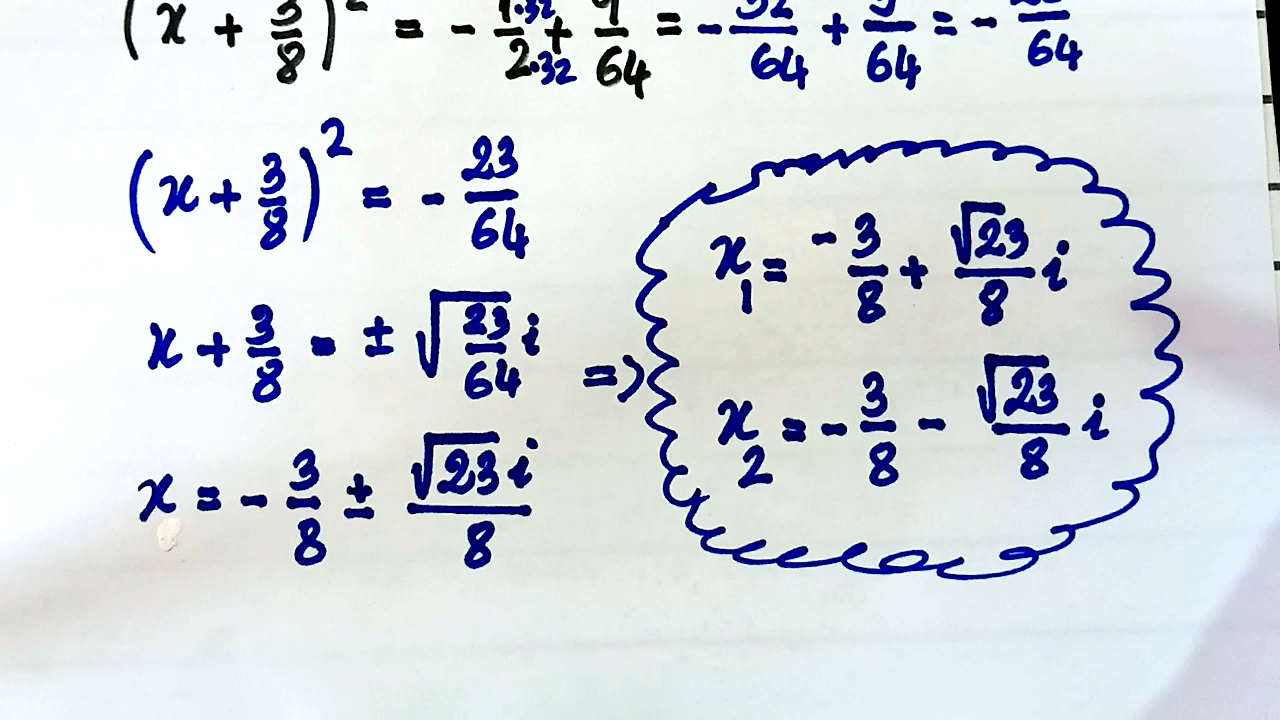 (x + 3/8)² = - 1·32/2·32 + 9/64 = - 32/64 + 9/64 = - 23/64
(x + 3/8)² = - 23/64
x + 3/8 = ± √(23/64) i
x = - 3/8 ± √23 i/8
=>
x₁ = - 3/8 + √23/8 i
x₂ = - 3/8 - √23/8 i